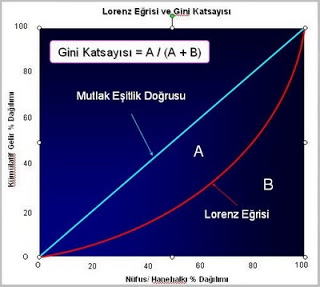 Lorenz Eğrisi ve Gini Katsayısı
Gini Katsayısı = A / (A + B)
Mutlak Eşitlik Doğrusu
A
B
Lorenz Eğrisi
Kümülatif Gelir % Dağılımı
100
80
60
40
20
0
0
20
40
60
80
100
Nüfus/ Hanehalkı % Dağılımı